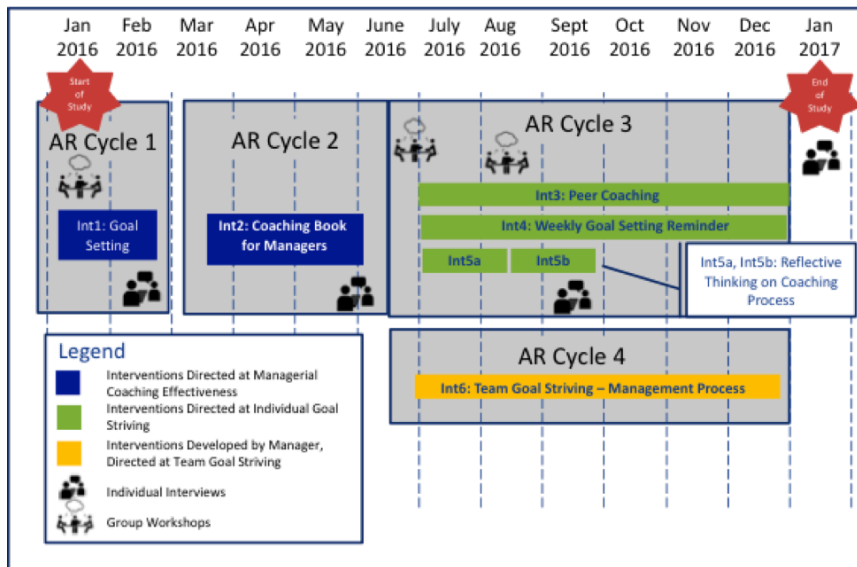 Jan Feb Mar Apr May June July Aug Sept Oct Nov Dec Jan
2016 2016 2016 2016 2016 2016 2016 2016 2016 2016 2016 2016 2017
Start
of
Study
End
of
Study
AR Cycle 1
AR Cycle 2
AR Cycle 3
Int1: Goal
Setting
Int2: Coaching Book
for Managers
Int3: Peer Coaching
Int4: Weekly Goal Setting Reminder
Int5a
Int5b
Int5a, Int5b: Reflective
Thinking on Coaching
Process
AR Cycle 4
Int6: Team Goal Striving – Management Process
Legend
Interventions Directed at Managerial
Coaching Effectiveness
Interventions Directed at Individual Goal
Striving
Interventions Developed by Manager,
Directed at Team Goal Striving
Individual Interviews
Group Workshops